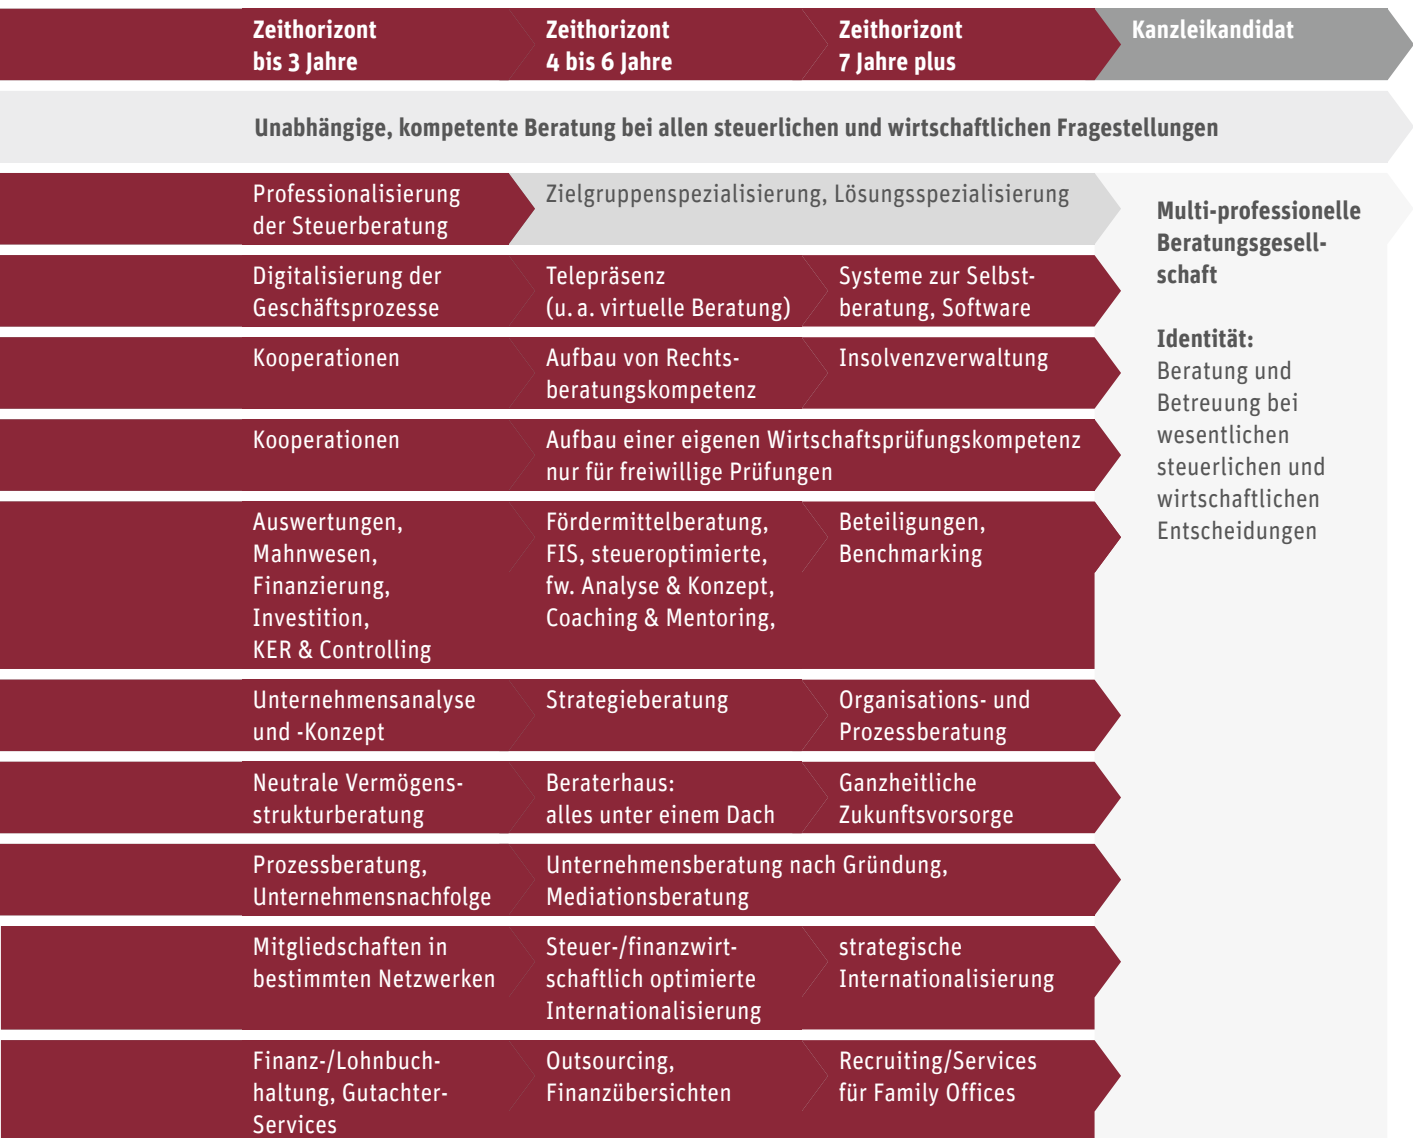 Zeithorizont
bis 3 Jahre
Zeithorizont
4 bis 6 Jahre
Zeithorizont
7 Jahre plus
Kanzleikandidat
Unabhängige, kompetente Beratung bei allen steuerlichen und wirtschaftlichen Fragestellungen
Professionalisierung
der Steuerberatung
Zielgruppenspezialisierung, Lösungsspezialisierung
Digitalisierung der
Geschäftsprozesse
Telepräsenz
(u. a. virtuelle Beratung)
Systeme zur Selbst-
beratung, Software
Kooperationen
Aufbau von Rechts-
beratungskompetenz
Insolvenzverwaltung
Kooperationen
Aufbau einer eigenen Wirtschaftsprüfungskompetenz
nur für freiwillige Prüfungen
Auswertungen,
Mahnwesen,
Finanzierung,
Investition,
KER & Controlling
Fördermittelberatung,
FIS, steueroptimierte,
fw. Analyse & Konzept,
Coaching & Mentoring,
Beteiligungen,
Benchmarking
Unternehmensanalyse
und -Konzept
Strategieberatung
Organisations- und
Prozessberatung
Neutrale Vermögens-
strukturberatung
Beraterhaus:
alles unter einem Dach
Ganzheitliche
Zukunftsvorsorge
Prozessberatung,
Unternehmensnachfolge
Unternehmensberatung nach Gründung,
Mediationsberatung
Mitgliedschaften in
bestimmten Netzwerken
Steuer-/finanzwirt-
schaftlich optimierte
Internationalisierung
strategische
Internationalisierung
Finanz-/Lohnbuch-
haltung, Gutachter-
Services
Outsourcing,
Finanzübersichten
Recruiting/Services
für Family Offices
Multi-professionelle
Beratungsgesell-
schaft
Identität:
Beratung und
Betreuung bei
wesentlichen
steuerlichen und
wirtschaftlichen
Entscheidungen